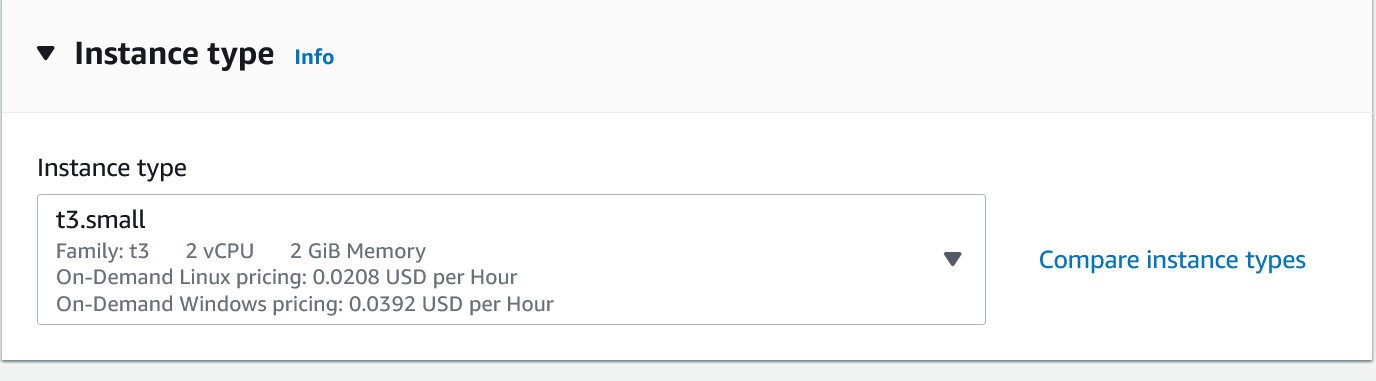 Instance type Info
Instance type
t3.small
Family: t3 2 vCPU 2 GiB Memory
On-Demand Linux pricing: 0.0208 USD per Hour
On-Demand Windows pricing: 0.0392 USD per Hour
Compare instance types